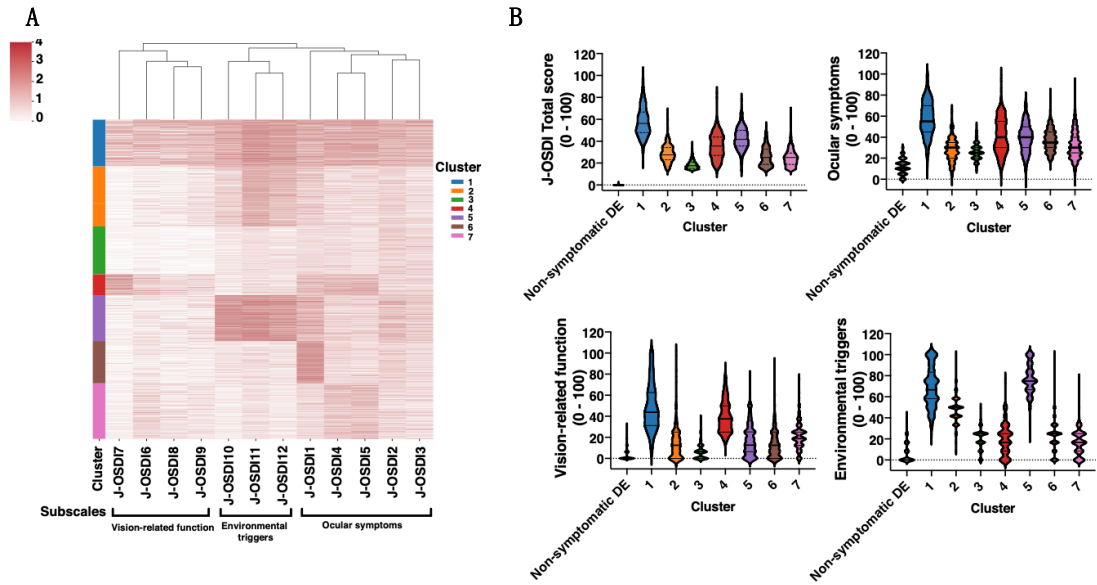 A
4
3
2
1
0
Cluster
1
2
3
4
5
6
7
Cluster
J-OSDI7
J-OSDI6
J-OSDI8
J-OSDI9
J-OSDI10
J-OSDI11
J-OSDI12
J-OSDI1
J-OSDI4
J-OSDI5
J-OSDI2
J-OSDI3
Subscales
Vision-related function
Environmental
triggers
Ocular symptoms
B
J-OSDI Total score
(0 - 100)
120
100
80
60
40
20
0
Non-symptomatic DE
1
2
3
4
5
6
7
Cluster
Ocular symptoms
(0 - 100)
120
100
80
60
40
20
0
Non-symptomatic DE
1
2
3
4
5
6
7
Cluster
Vision-related function
(0 - 100)
120
100
80
60
40
20
0
Non-symptomatic DE
1
2
3
4
5
6
7
Cluster
Environmental triggers
(0 - 100)
120
100
80
60
40
20
0
Non-symptomatic DE
1
2
3
4
5
6
7
Cluster